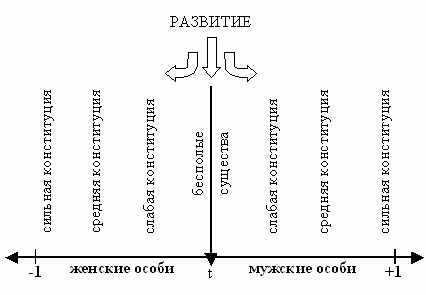 РАЗВИТИЕ
сильная конституция
средняя конституция
слабая конституция
бесполые
существа
слабая конституция
средняя конституция
сильная конституция
-1
женские особи
t
мужские особи
+1